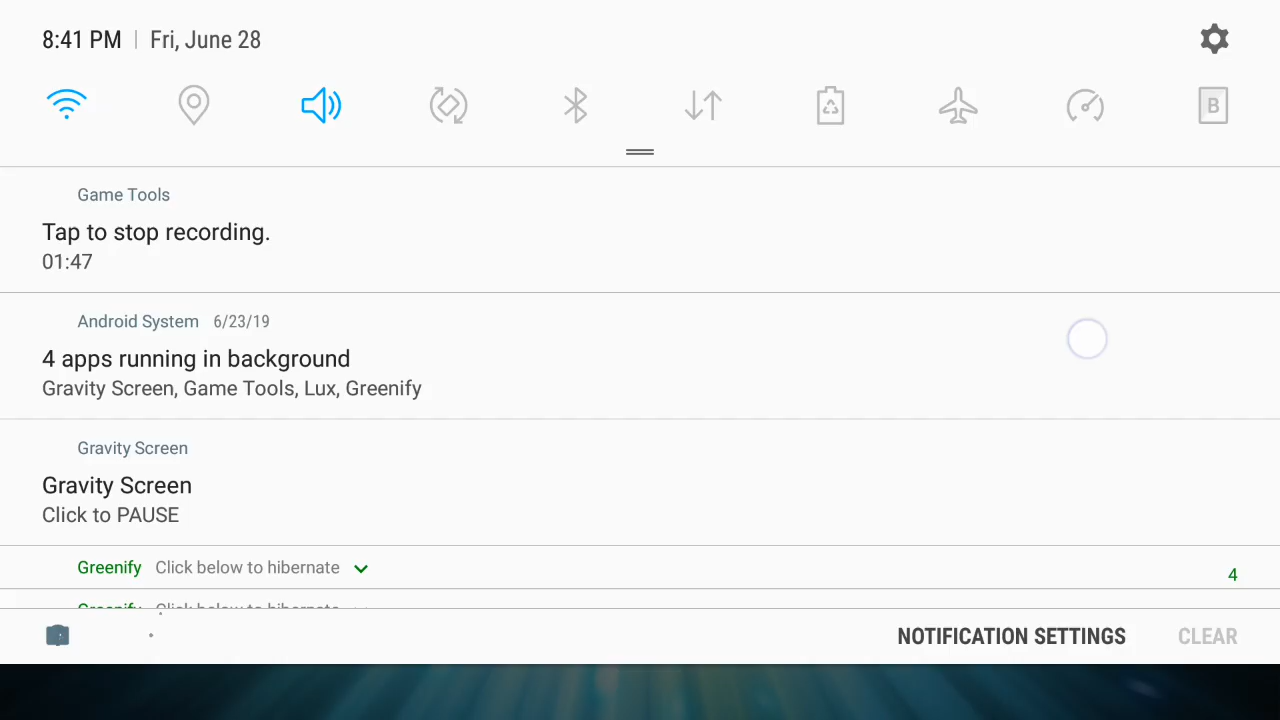 8:41 PM | Fri, June 28
B
Game Tools
Tap to stop recording.
01:47
Android System 6/23/19
4 apps running in background
Gravity Screen, Game Tools, Lux, Greenify
Gravity Screen
Gravity Screen
Click to PAUSE
Greenify Click below to hibernate
4
Greenify Click below to hibernate
NOTIFICATION SETTINGS CLEAR